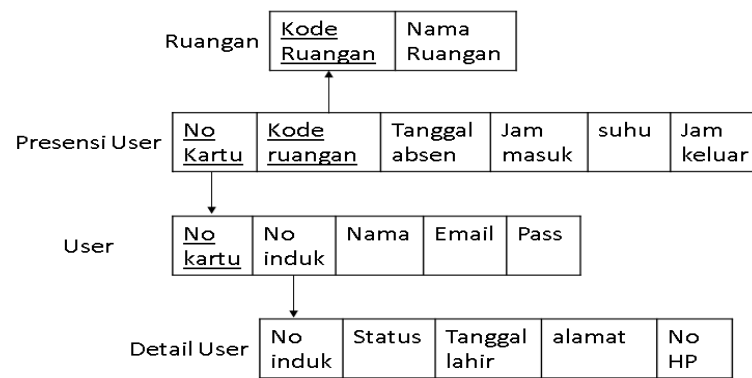 Ruangan
Kode Nama
Ruangan Ruangan
Presensi User
No Kode Tanggal Jam suhu Jam
Kartu ruangan absen masuk keluar
User
No No Nama Email Pass
kartu induk
Detail User
No Status Tanggal alamat No
induk lahir HP